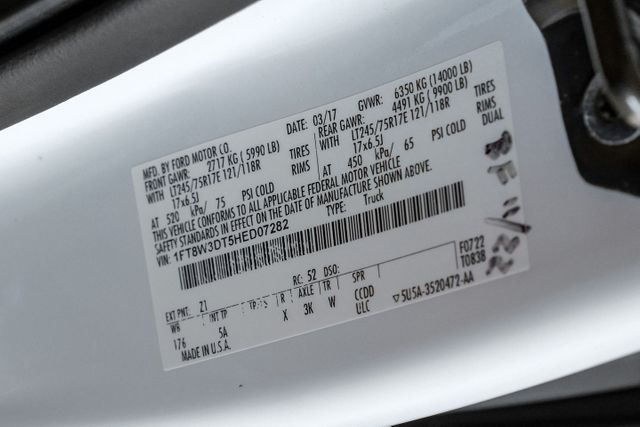 MFD. BY FORD MOTOR CO.
DATE: 03/17
GVWR: 6350 KG (14000 LB)
FRONT GAWR: 2717 KG (5990 LB)
REAR GAWR: 4491 KG (9900 LB)
WITH LT245/75R17E 121/118R TIRES
WITH LT245/75R17E 121/118R TIRES
17x6.5J RIMS
17x6.5J RIMS
AT 520 kPa/ 75 PSI COLD
AT 450 kPa/ 65 PSI COLD DUAL
THIS VEHICLE CONFORMS TO ALL APPLICABLE FEDERAL MOTOR VEHICLE
SAFETY STANDARDS IN EFFECT ON THE DATE OF MANUFACTURE SHOWN ABOVE.
VIN: 1FT8W3DT5HED07282
TYPE: Truck
F0722
T0838
EXT PNT: Z1
RC: 52 DSO:
WB INT TR TP/PS R AXLE TR SPR
176 5A X 3K W CCDD
MADE IN U.S.A. ULC
▽5U5A-3520472-AA